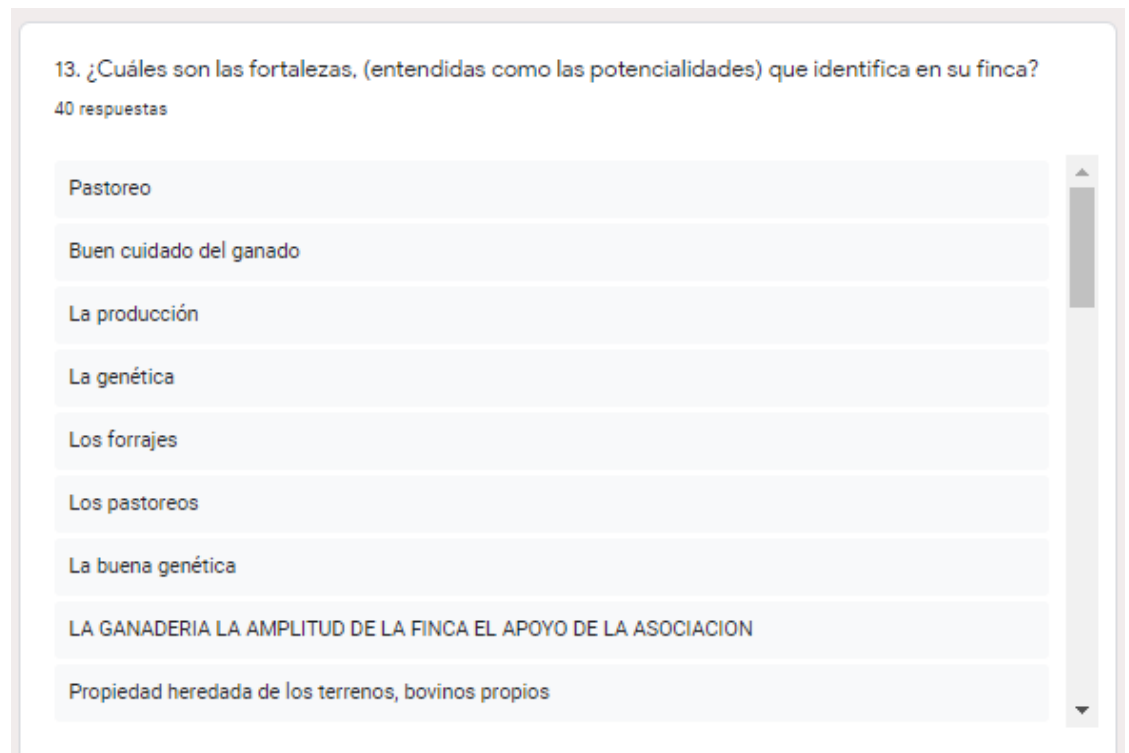 13. ¿Cuáles son las fortalezas, (entendidas como las potencialidades) que identifica en su finca?
40 respuestas
Pastoreo
Buen cuidado del ganado
La producción
La genética
Los forrajes
Los pastoreos
La buena genética
LA GANADERIA LA AMPLITUD DE LA FINCA EL APOYO DE LA ASOCIACION
Propiedad heredada de los terrenos, bovinos propios